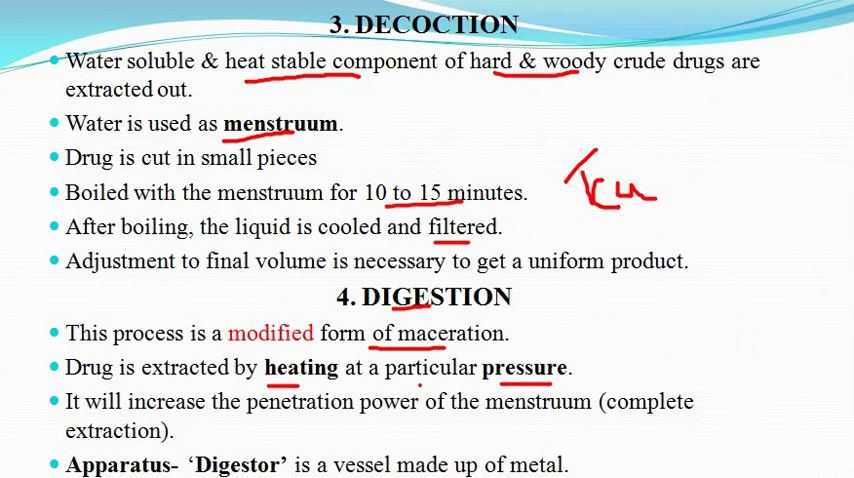 3. DECOCTION
• Water soluble & heat stable component of hard & woody crude drugs are
extracted out.
• Water is used as menstruum.
• Drug is cut in small pieces
• Boiled with the menstruum for 10 to 15 minutes.
• After boiling, the liquid is cooled and filtered.
• Adjustment to final volume is necessary to get a uniform product.
4. DIGESTION
• This process is a modified form of maceration.
• Drug is extracted by heating at a particular pressure.
• It will increase the penetration power of the menstruum (complete
extraction).
• Apparatus- ‘Digestor’ is a vessel made up of metal.